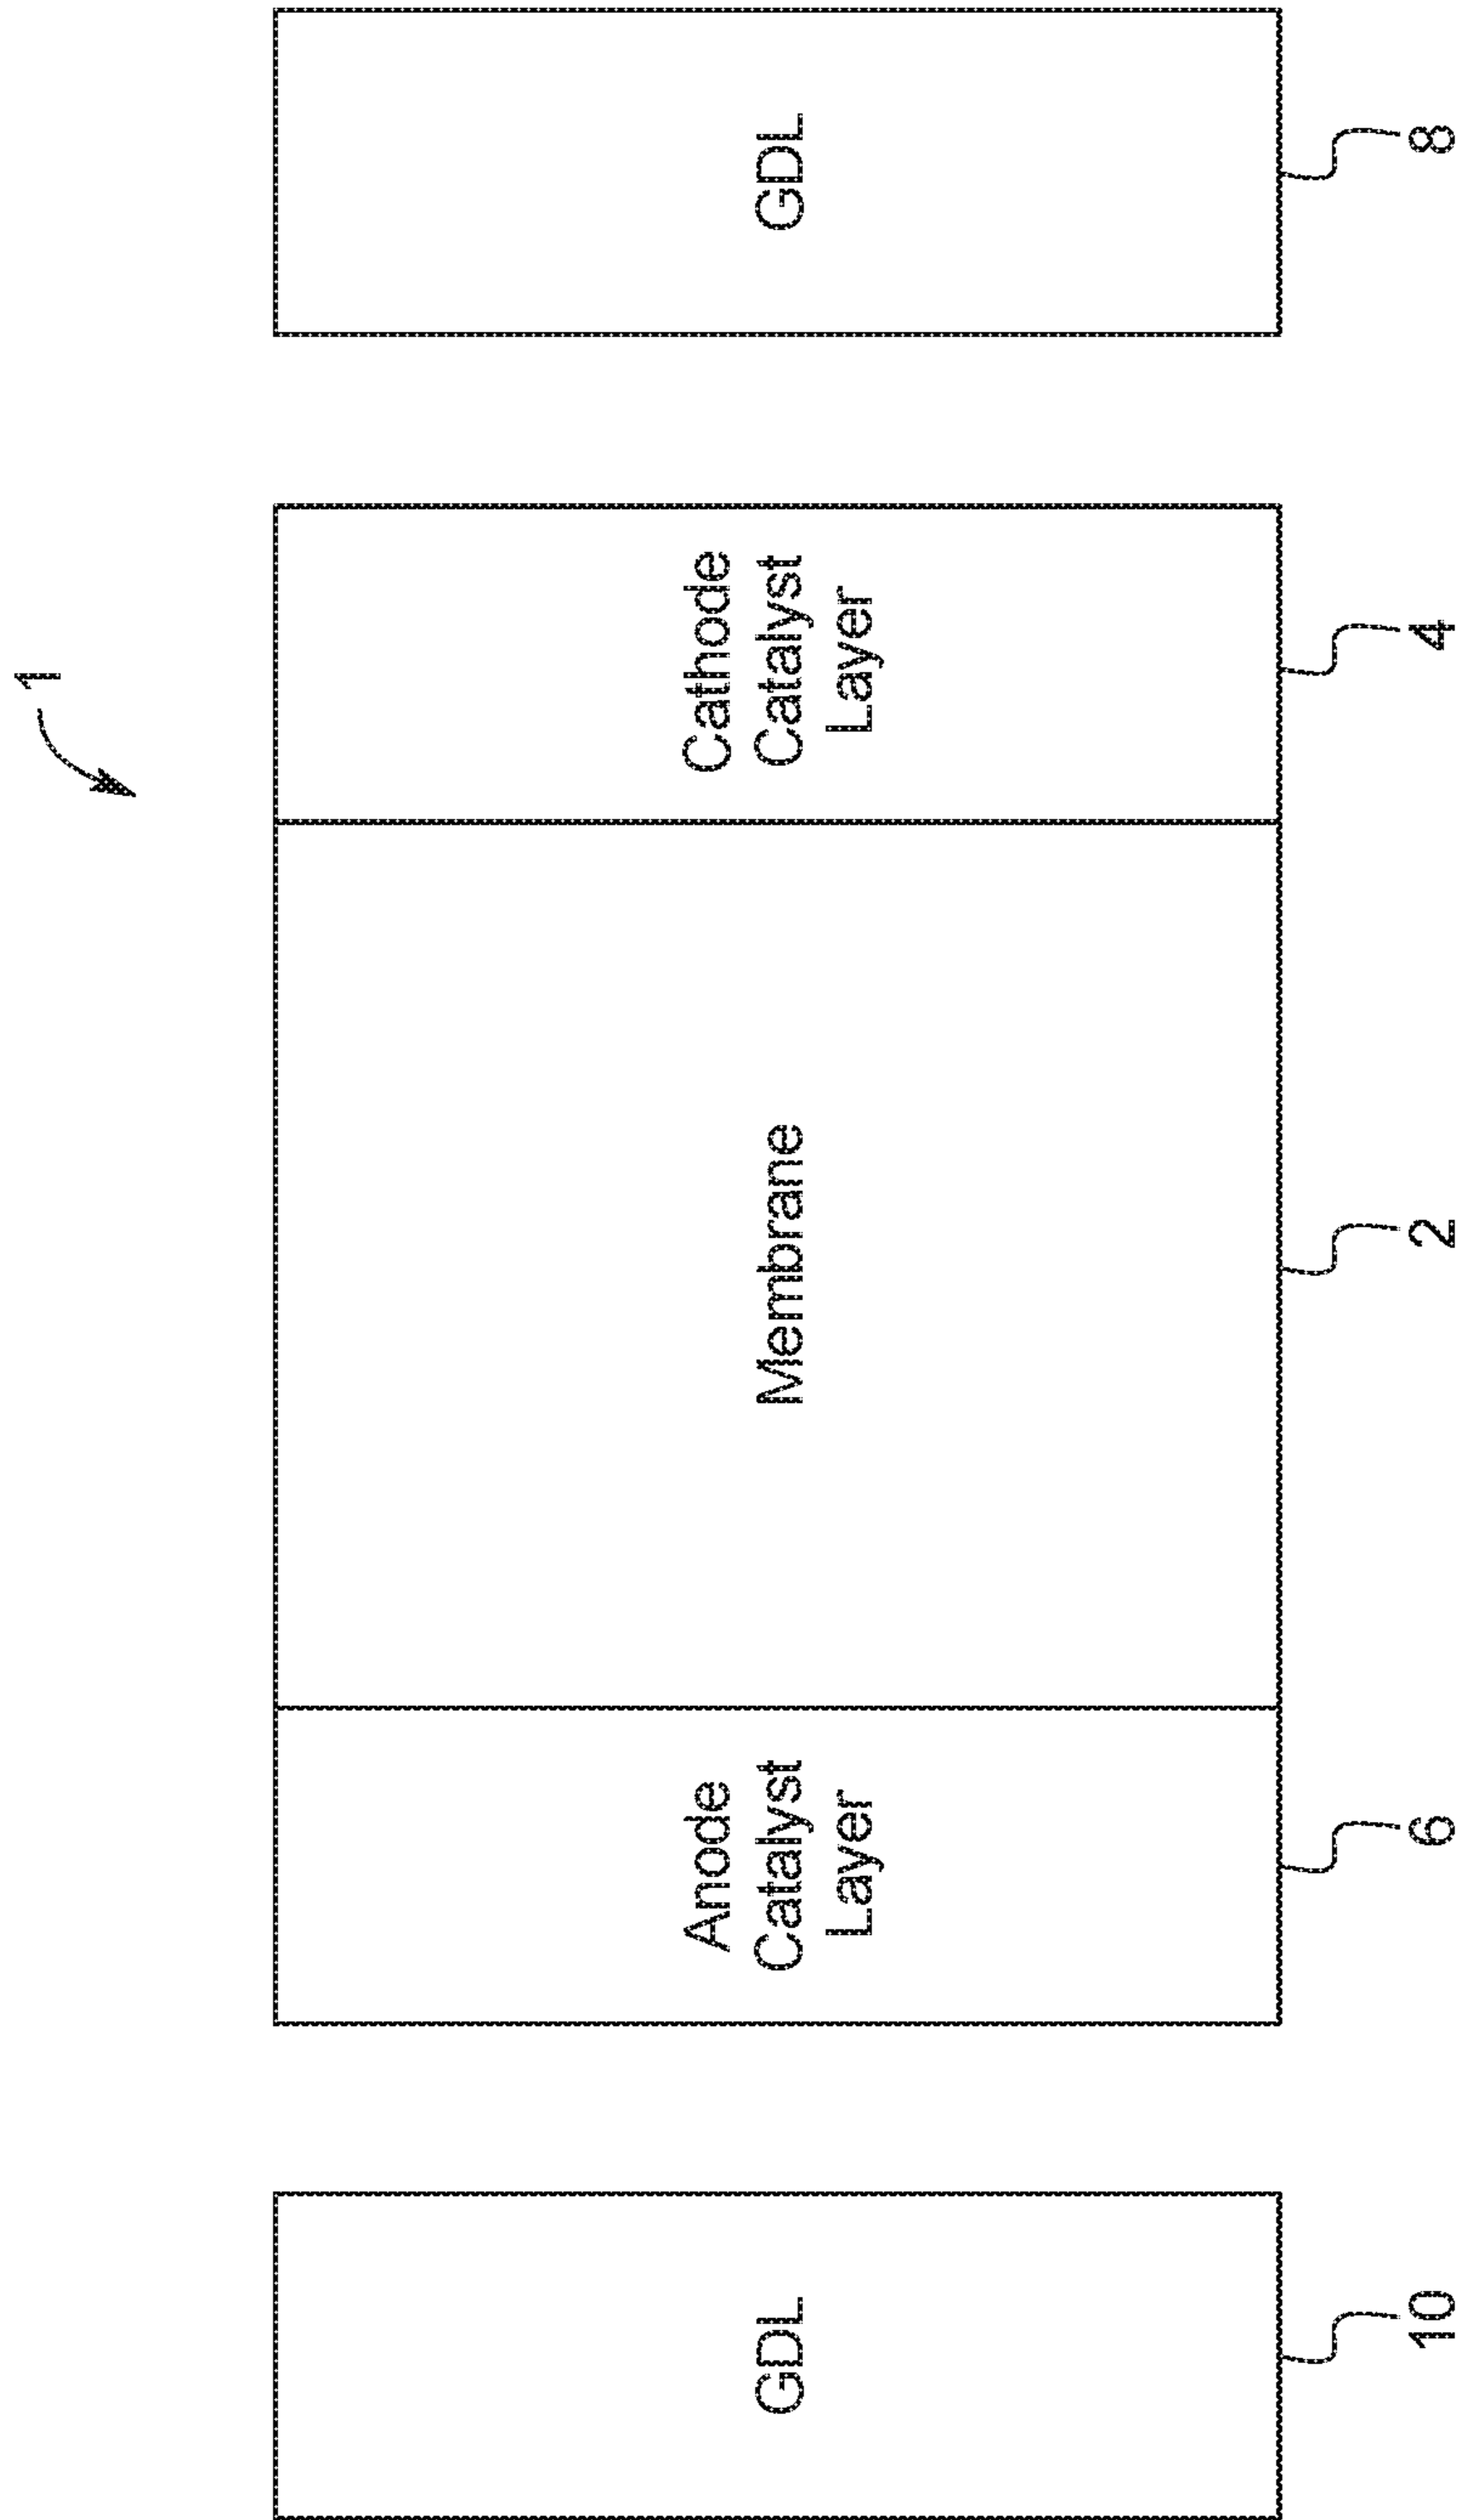 1
GDL
Anode
Catalyst
Layer
Membrane
Cathode
Catalyst
Layer
GDL
10
6
2
4
8